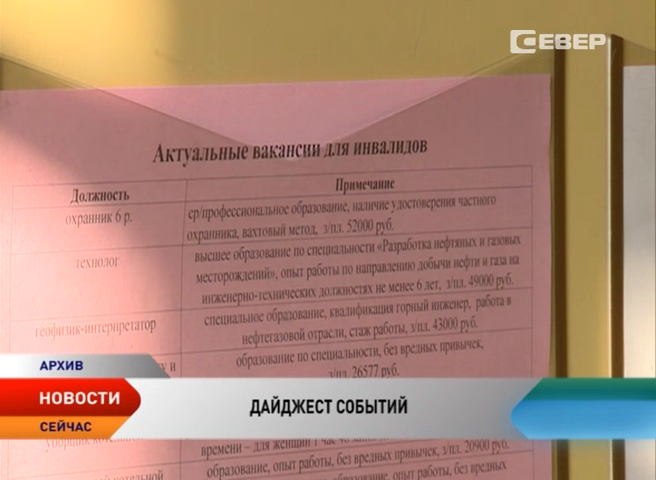 СЕВЕР
Актуальные вакансии для инвалидов
Должность
Примечание
охранник 6 р.
ср/профессиональное образование, наличие удостоверения частного
охранника, вахтовый метод, з/пл. 52000 руб.
технолог
высшее образование по специальности «Разработка нефтяных и газовых
месторождений», опыт работы по направлению добычи нефти и газа на
инженерно-технических должностях не менее 6 лет, з/пл. 49000 руб.
геофизик-интерпретатор
специальное образование, квалификация горный инженер, работа в
нефтегазовой отрасли, стаж работы, з/пл. 43000 руб.
образование по специальности, без вредных привычек,
з/пл. 26577 руб.
АРХИВ
НОВОСТИ
СЕЙЧАС
ДАЙДЖЕСТ СОБЫТИЙ
времени – для женщин 1 час
образование, опыт работы, без вредных привычек, з/пл. 20900 руб.
котельной
образование, опыт работы, без вредных